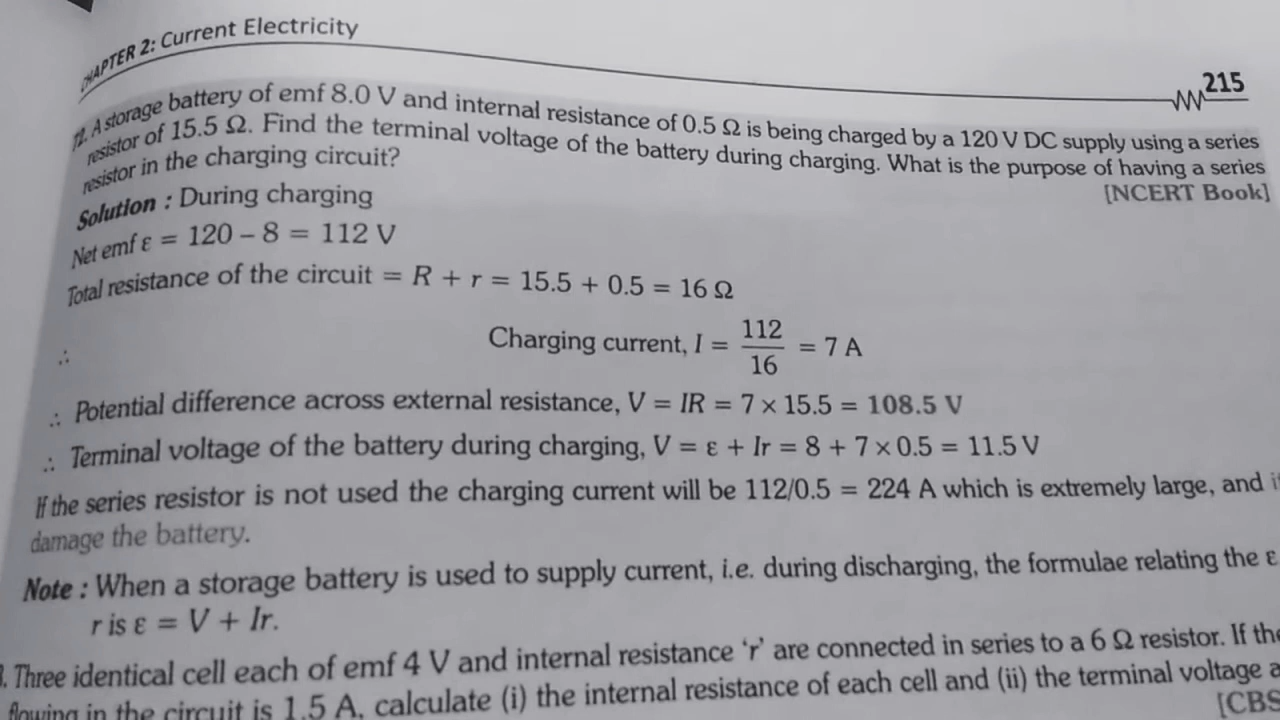 CHAPTER 2: Current Electricity
215
12. A storage battery of emf 8.0 V and internal resistance of 0.5 Ω is being charged by a 120 V DC supply using a series
resistor of 15.5 Ω. Find the terminal voltage of the battery during charging. What is the purpose of having a series
resistor in the charging circuit?
[NCERT Book]
Solution : During charging
Net emf ε = 120 – 8 = 112 V
Total resistance of the circuit = R + r = 15.5 + 0.5 = 16 Ω
∴ Charging current, I = 112/16 = 7 A
∴ Potential difference across external resistance, V = IR = 7 × 15.5 = 108.5 V
∴ Terminal voltage of the battery during charging, V = ε + Ir = 8 + 7 × 0.5 = 11.5 V
If the series resistor is not used the charging current will be 112/0.5 = 224 A which is extremely large, and
damage the battery.
Note : When a storage battery is used to supply current, i.e. during discharging, the formulae relating the ε
r is ε = V + Ir.
3. Three identical cell each of emf 4 V and internal resistance ‘r’ are connected in series to a 6 Ω resistor. If the
flowing in the circuit is 1.5 A, calculate (i) the internal resistance of each cell and (ii) the terminal voltage a
[CBS